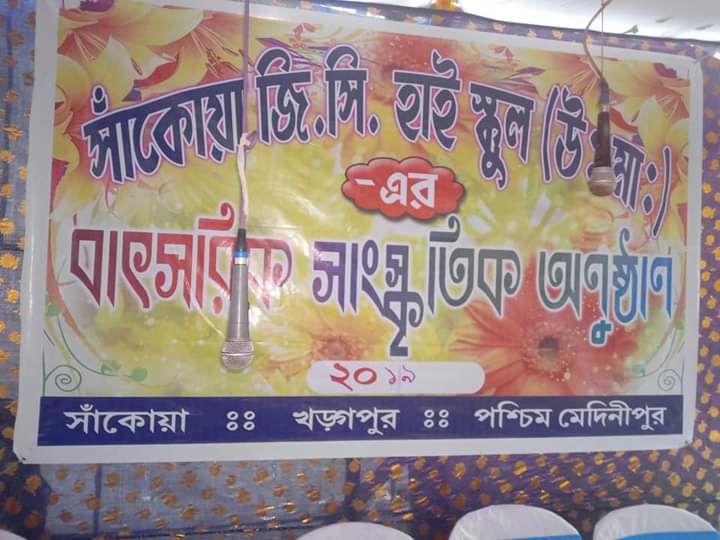 সাঁকোয়া জি.সি. হাই স্কুল (উঃ মাঃ)
-এর
বাৎসরিক সাংস্কৃতিক অনুষ্ঠান
২০১৯
সাঁকোয়া ঃঃ খড়্গপুর ঃঃ পশ্চিম মেদিনীপুর